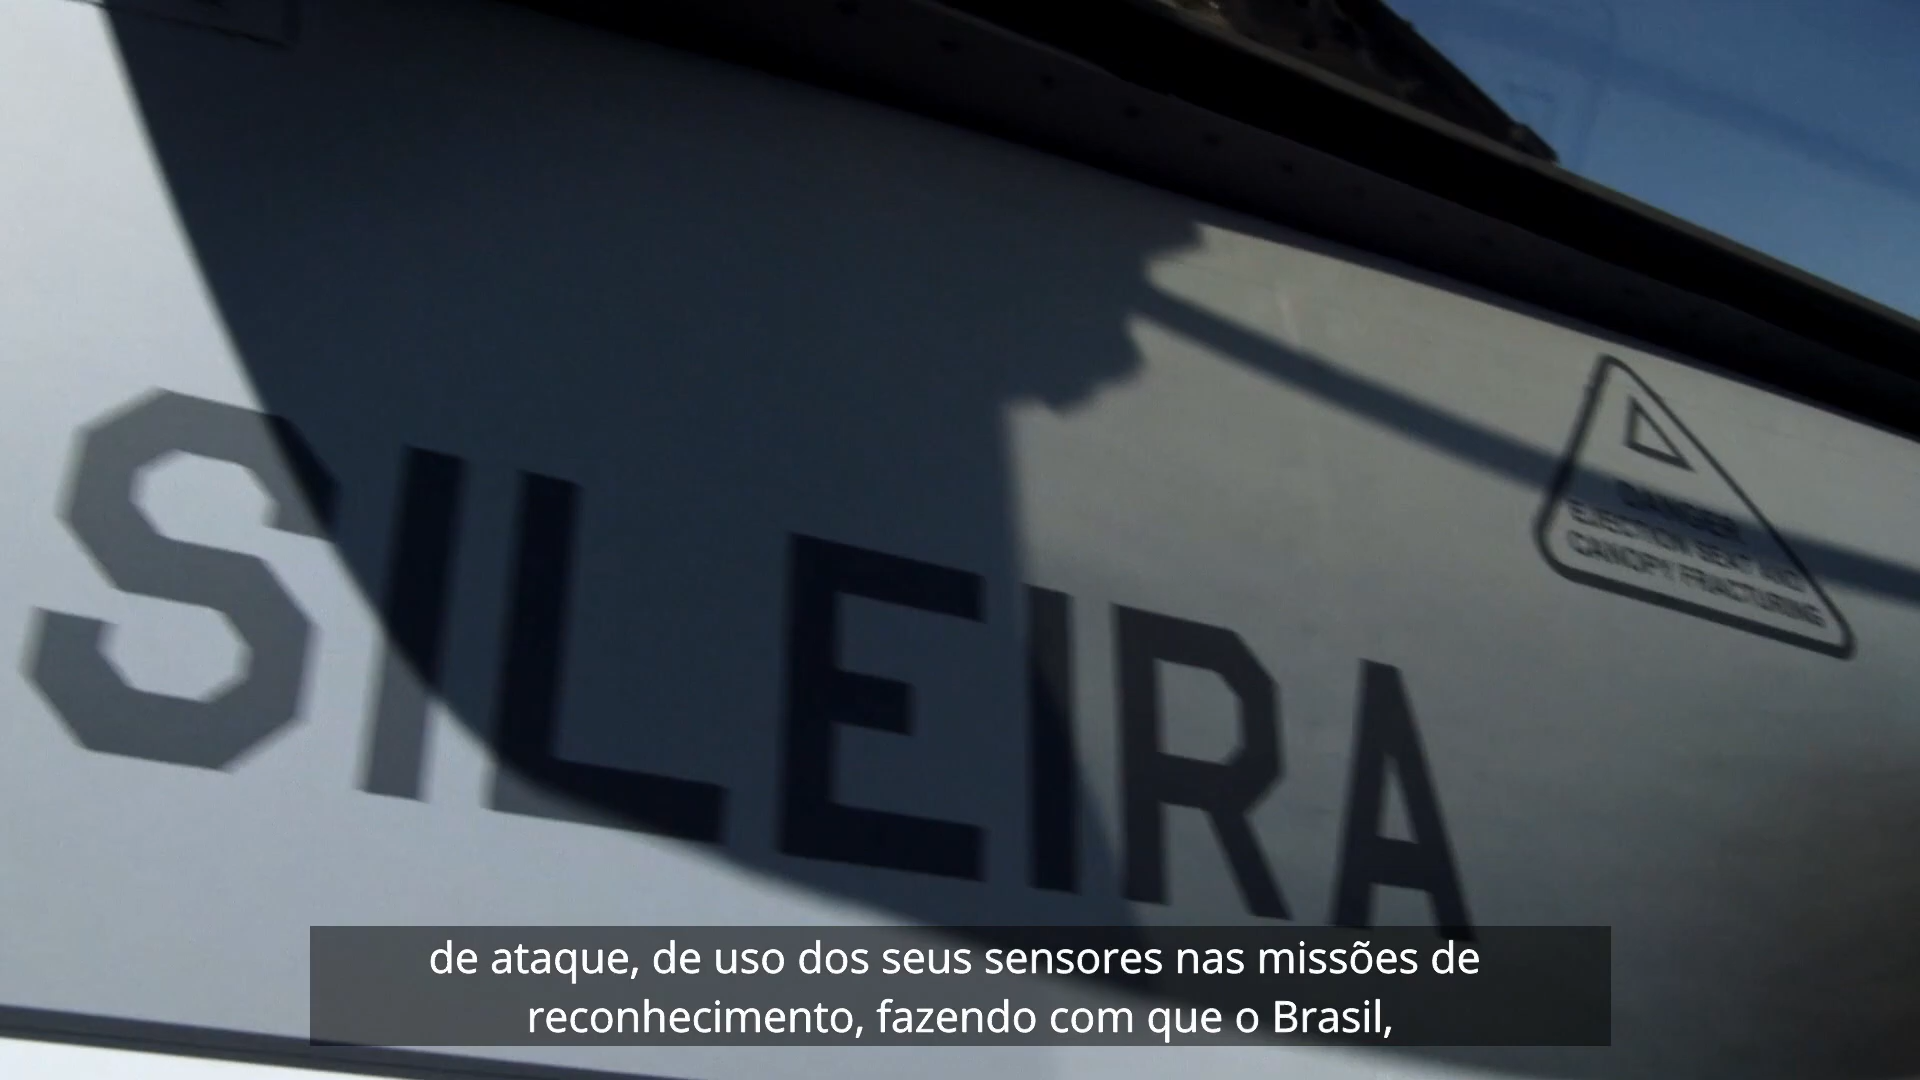 SILEIRA
DANGER
EJECTION SEAT AND
CANOPY FRACTURING
de ataque, de uso dos seus sensores nas missões de
reconhecimento, fazendo com que o Brasil,